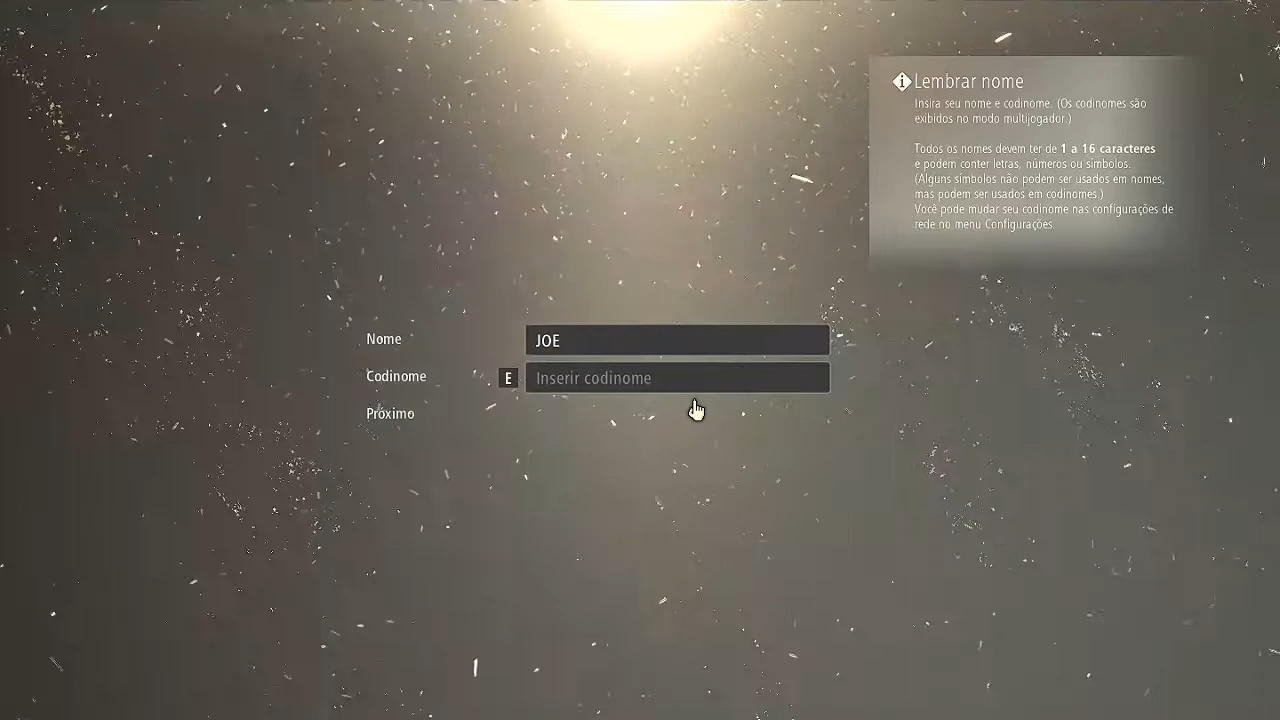 Lembrar nome
Insira seu nome e codinome. (Os codinomes são
exibidos no modo multijogador.)
Todos os nomes devem ter de 1 a 16 caracteres
e podem conter letras, números ou símbolos.
(Alguns símbolos não podem ser usados em nomes,
mas podem ser usados em codinomes.)
Você pode mudar seu codinome nas configurações de
rede no menu Configurações.
Nome
JOE
Codinome
E
Inserir codinome
Próximo